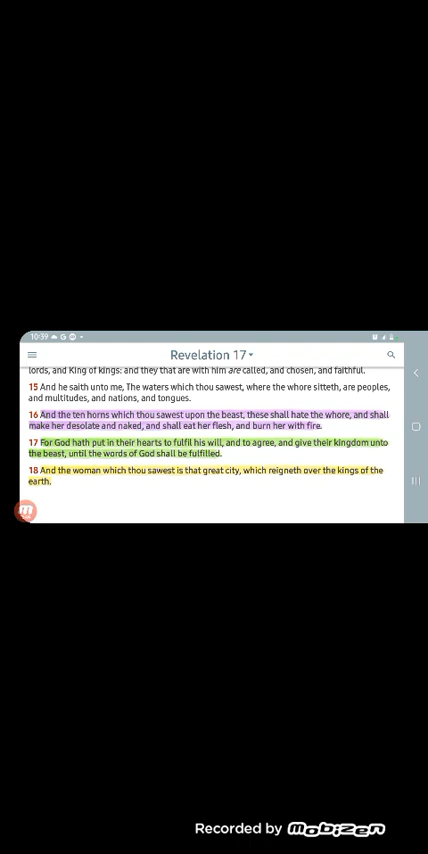 10:39 G
Revelation 17
lords, and King of kings: and they that are with him are called, and chosen, and faithful.
15 And he saith unto me, The waters which thou sawest, where the whore sitteth, are peoples,
and multitudes, and nations, and tongues.
16 And the ten horns which thou sawest upon the beast, these shall hate the whore, and shall
make her desolate and naked, and shall eat her flesh, and burn her with fire.
17 For God hath put in their hearts to fulfil his will, and to agree, and give their kingdom unto
the beast, until the words of God shall be fulfilled.
18 And the woman which thou sawest is that great city, which reigneth over the kings of the
earth.
Recorded by mobizen